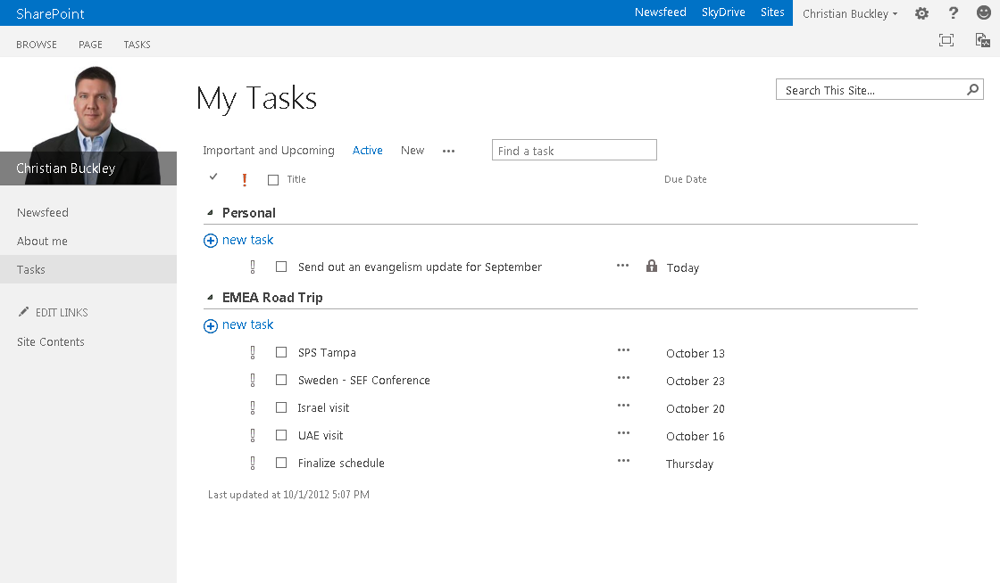 SharePoint Newsfeed SkyDrive Sites Christian Buckley ?
BROWSE PAGE TASKS
My Tasks
Search This Site...
Important and Upcoming Active New ••• Find a task
! Title Due Date
Christian Buckley
Newsfeed
About me
Tasks
EDIT LINKS
Site Contents
Personal
new task
Send out an evangelism update for September ••• Today
EMEA Road Trip
new task
SPS Tampa ••• October 13
Sweden - SEF Conference ••• October 23
Israel visit ••• October 20
UAE visit ••• October 16
Finalize schedule ••• Thursday
Last updated at 10/1/2012 5:07 PM